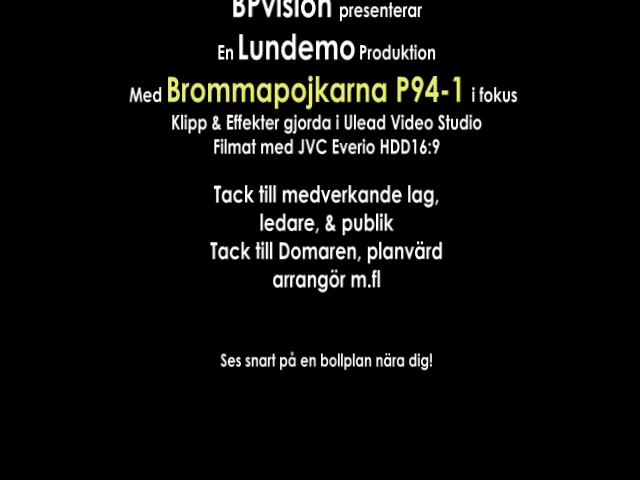 BPvision presenterar
En Lundemo Produktion
Med Brommapojkarna P94-1 i fokus
Klipp & Effekter gjorda i Ulead Video Studio
Filmat med JVC Everio HDD16:9
Tack till medverkande lag,
ledare, & publik
Tack till Domaren, planvärd
arrangör m.fl
Ses snart på en bollplan nära dig!